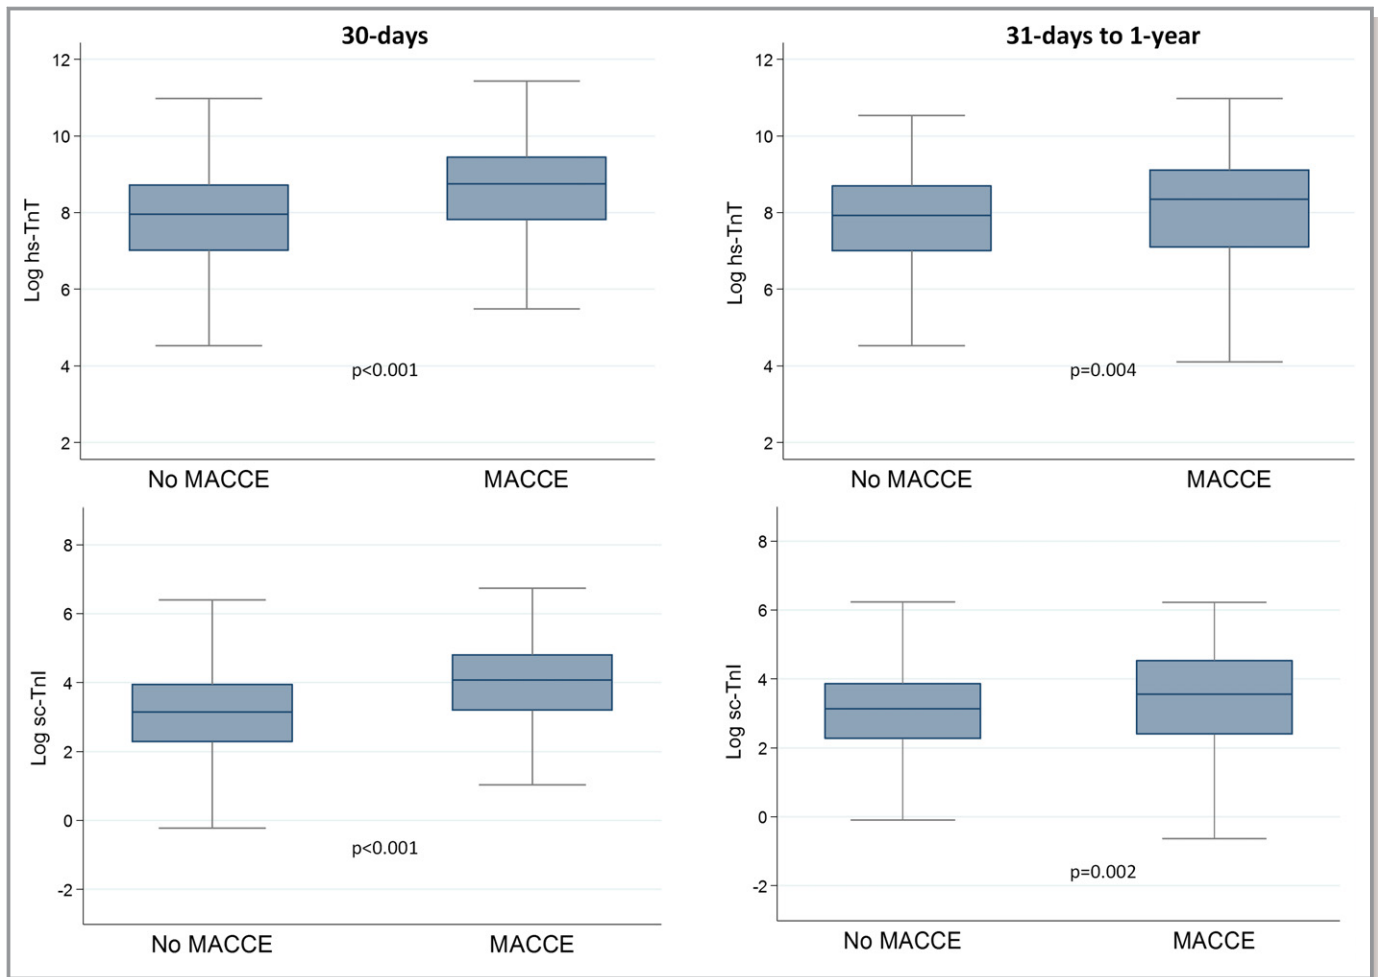 30-days
31-days to 1-year
12
10
8
6
4
2
Log hs-TnT
p<0.001
No MACCE
MACCE
12
10
8
6
4
2
Log hs-TnT
p=0.004
No MACCE
MACCE
8
6
4
2
0
-2
Log sc-TnI
p<0.001
No MACCE
MACCE
8
6
4
2
0
-2
Log sc-TnI
p=0.002
No MACCE
MACCE